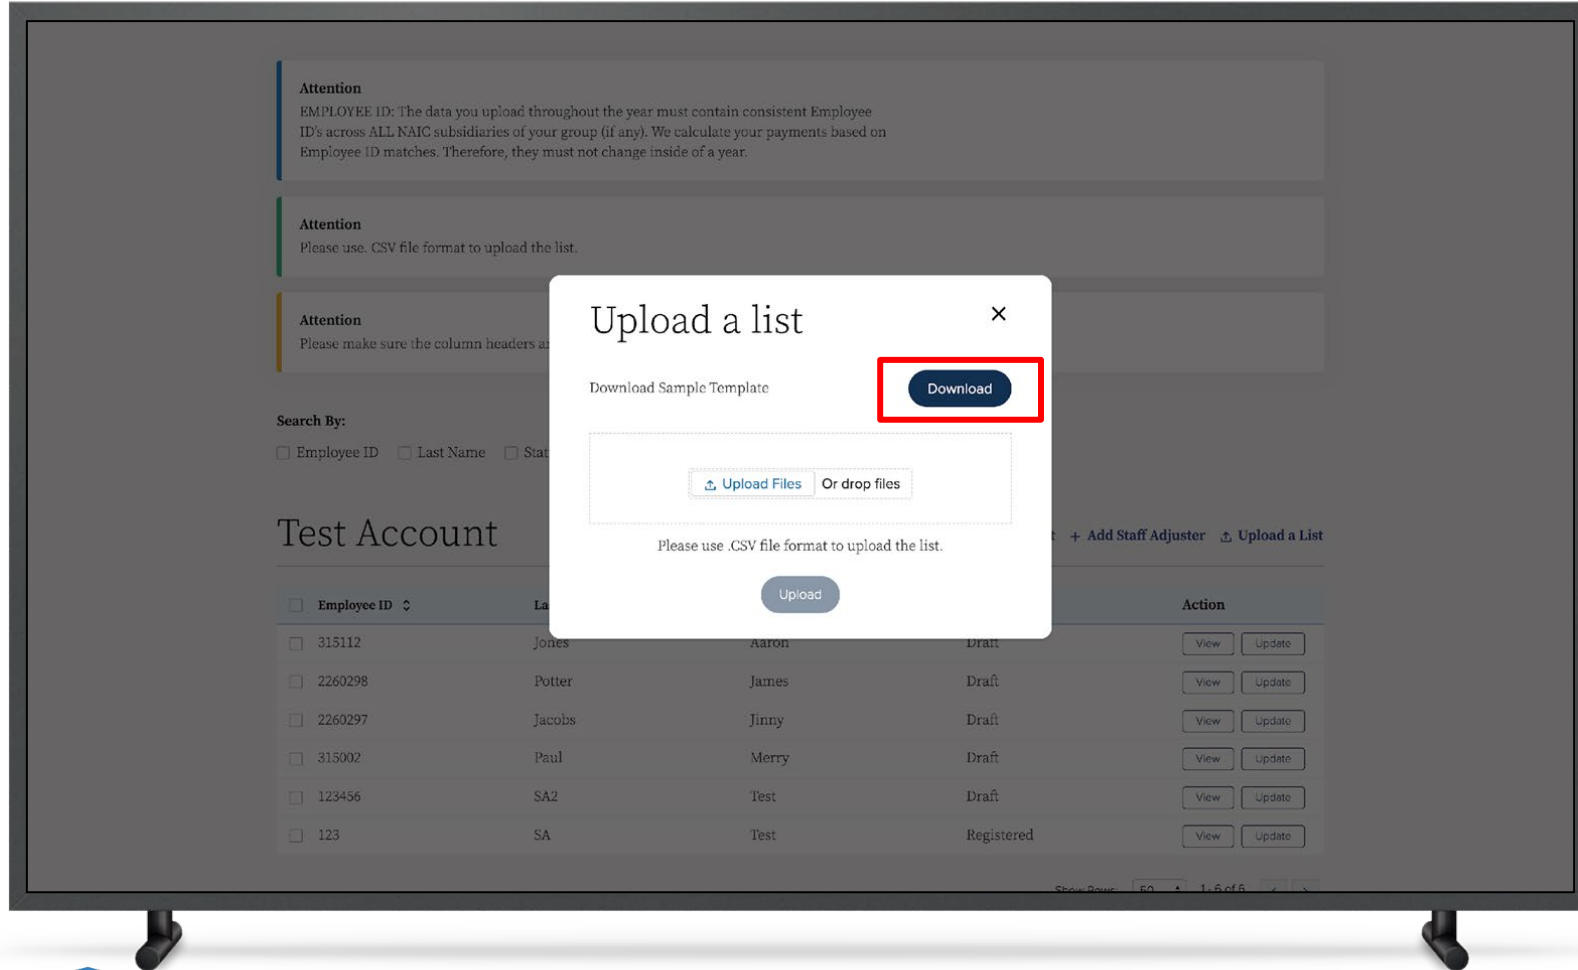 Attention
EMPLOYEE ID: The data you upload throughout the year must contain consistent Employee
ID's across ALL NAIC subsidiaries of your group (if any). We calculate your payments based on
Employee ID matches. Therefore, they must not change inside of a year.
Attention
Please use. CSV file format to upload the list.
Attention
Please make sure the column headers
Upload a list
Download Sample Template
Download
Upload Files Or drop files
Please use .CSV file format to upload the list.
Upload
Search By:
Employee ID Last Name Stat
Test Account
+ Add Staff Adjuster Upload a List
Employee ID La Action
315112 Jones Aaron Draft View Update
2260298 Potter James Draft View Update
2260297 Jacobs Jinny Draft View Update
315002 Paul Merry Draft View Update
123456 SA2 Test Draft View Update
123 SA Test Registered View Update
Show Rows: 50 1-6 of 6